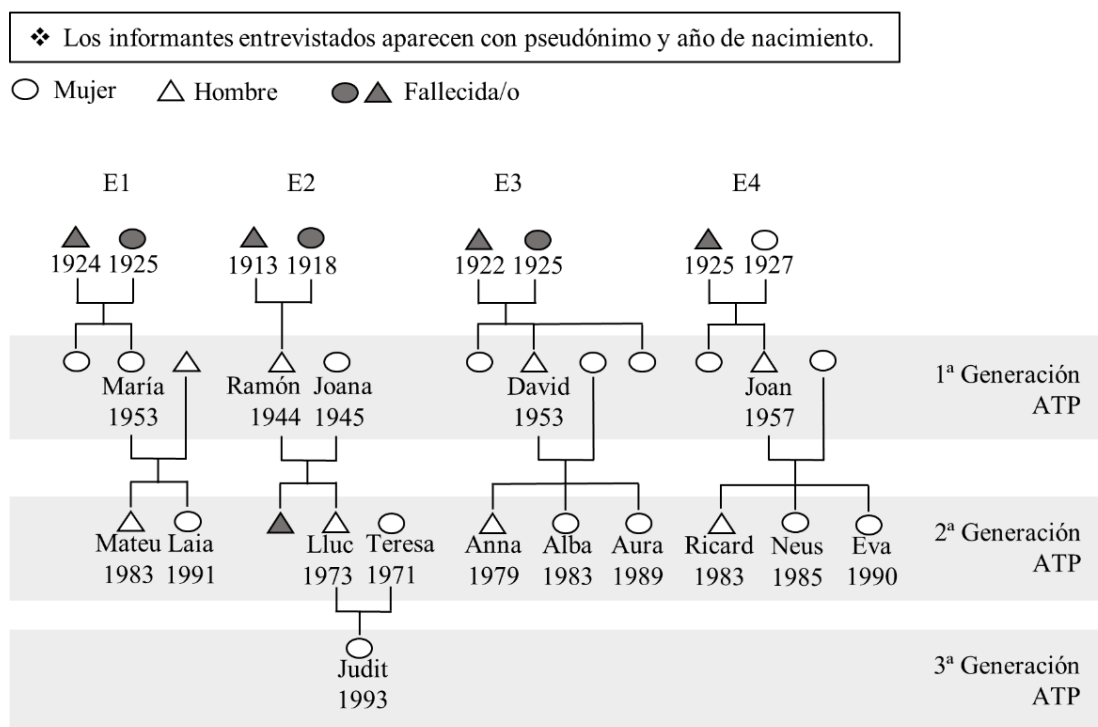 ❖ Los informantes entrevistados aparecen con pseudónimo y año de nacimiento.
Mujer Hombre Fallecida/o
E1 E2 E3 E4
1924 1925 1913 1918 1922 1925 1925 1927
María Ramón Joana David Joan 1ª Generación
1953 1944 1945 1953 1957 ATP
Mateu Laia Lluc Teresa Anna Alba Aura Ricard Neus Eva 2ª Generación
1983 1991 1973 1971 1979 1983 1989 1983 1985 1990 ATP
Judit 3ª Generación
1993 ATP